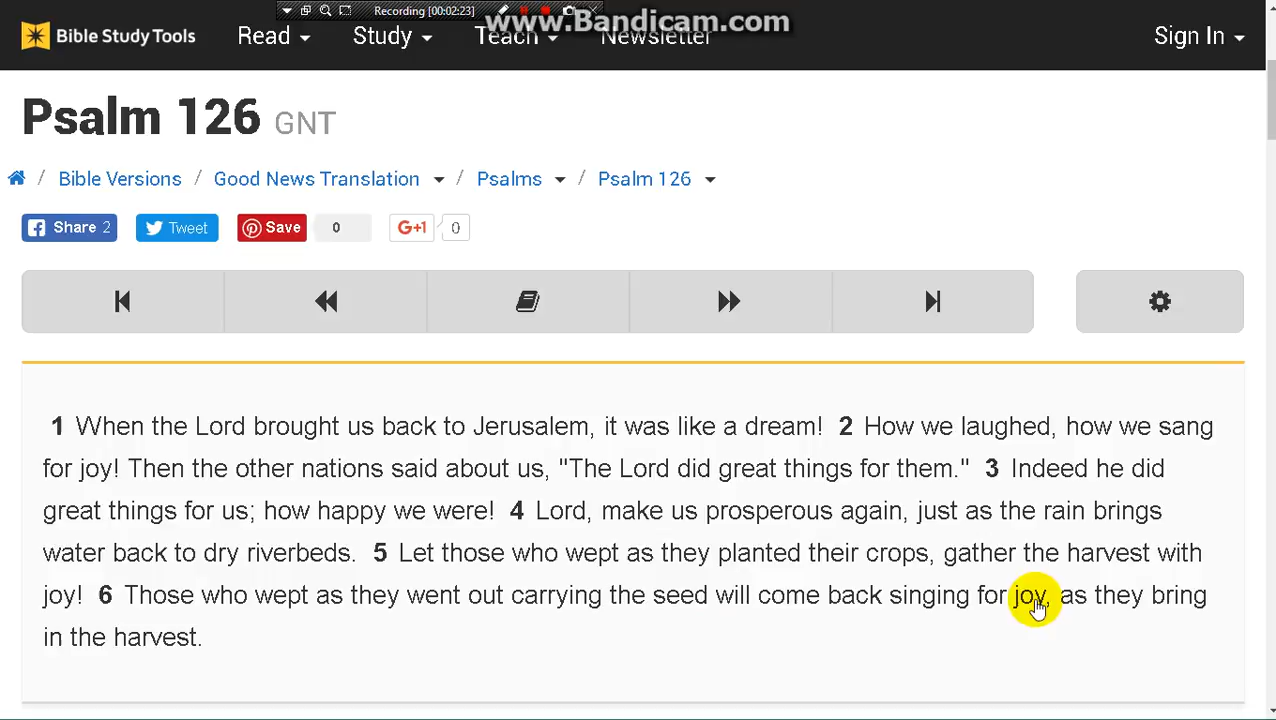 Recording [00:02:23]
www.Bandicam.com
Bible Study Tools Read Study Teach Newsletter Sign In
Psalm 126 GNT
/ Bible Versions / Good News Translation / Psalms / Psalm 126
Share 2 Tweet Save 0 G+1 0
1 When the Lord brought us back to Jerusalem, it was like a dream! 2 How we laughed, how we sang
for joy! Then the other nations said about us, "The Lord did great things for them." 3 Indeed he did
great things for us; how happy we were! 4 Lord, make us prosperous again, just as the rain brings
water back to dry riverbeds. 5 Let those who wept as they planted their crops, gather the harvest with
joy! 6 Those who wept as they went out carrying the seed will come back singing for joy, as they bring
in the harvest.